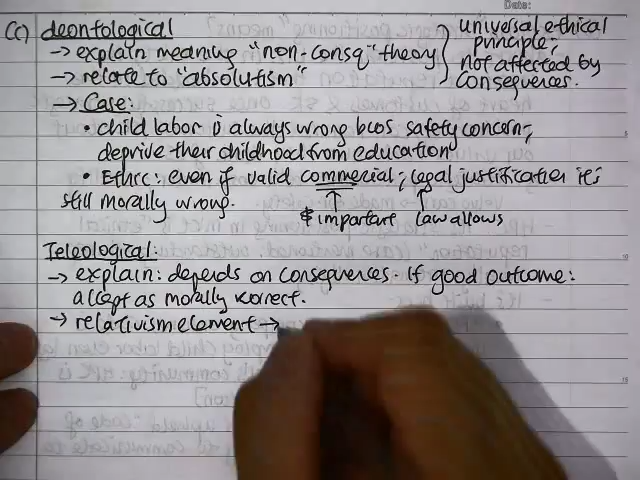 Date:
(c) deontological
→ explain meaning "non-consq" theory
→ relate to "absolutism"
universal ethical
principle;
not affected by
consequences.
→ Case:
• child labor is always wrong bcos safety concern;
deprive their childhood from education
• Ethic: even if valid commercial; legal justification it's
still morally wrong.
$ important law allows
Teleological:
→ explain: depends on consequences. If good outcome:
accept as morally correct.
→ relativism element →